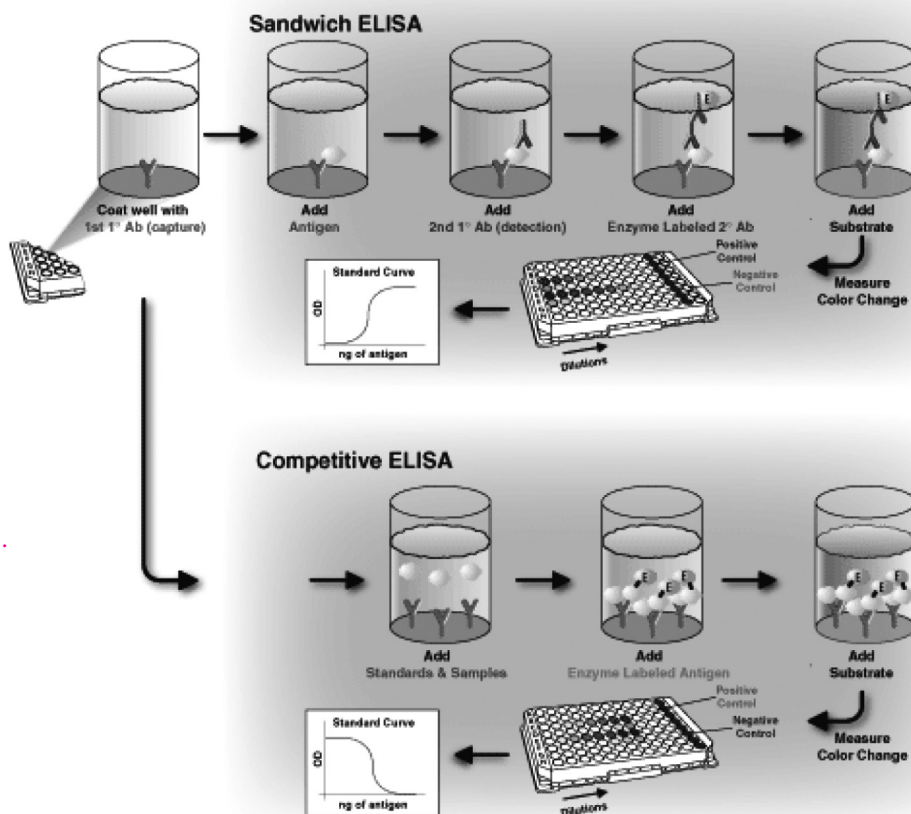 Sandwich ELISA
Coat well with
1st 1° Ab (capture)
Add
Antigen
Add
2nd 1° Ab (detection)
E
Add
Enzyme Labeled 2° Ab
E
Add
Substrate
Measure
Color Change
Positive
Control
Negative
Control
Dilutions
Standard Curve
OD
ng of antigen
Competitive ELISA
Add
Standards & Samples
E
E
E
Add
Enzyme Labeled Antigen
E
E
E
Add
Substrate
Measure
Color Change
Positive
Control
Negative
Control
Dilutions
Standard Curve
OD
ng of antigen